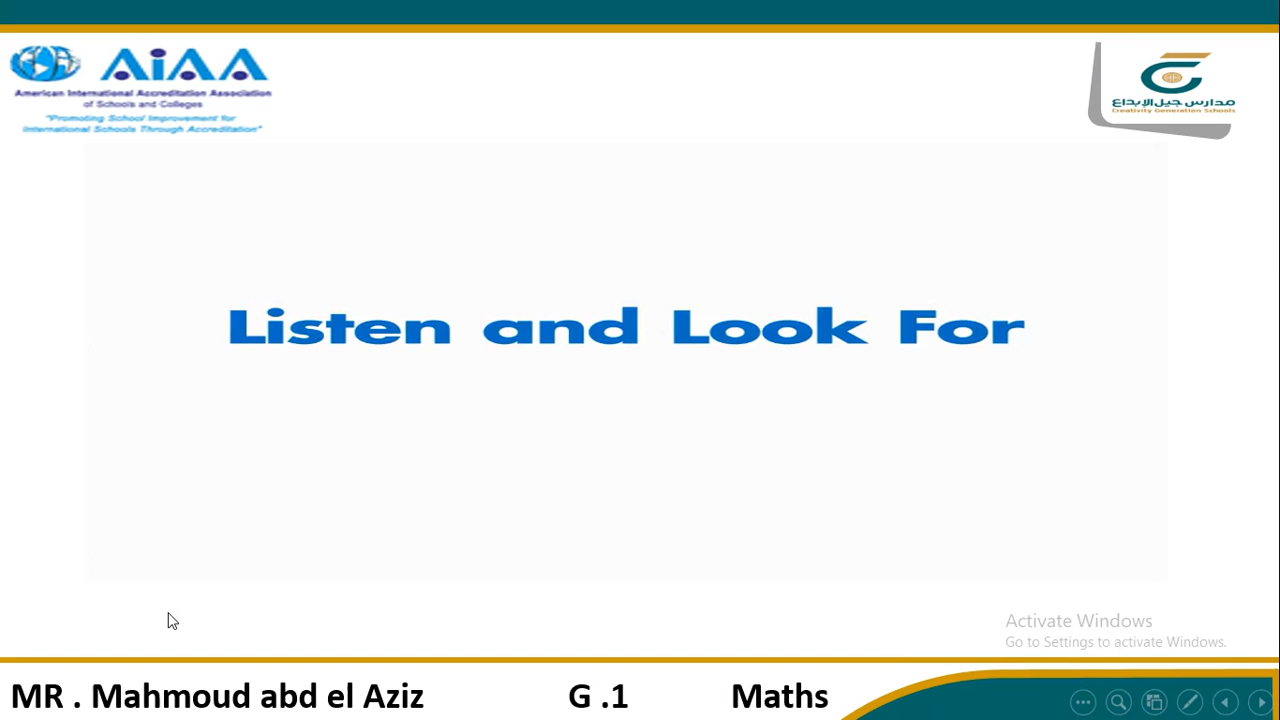 AiAA
American International Accreditation Association
of Schools and Colleges
"Promoting School Improvement for
International Schools Through Accreditation"
مدارس جيل الإبداع
Creativity Generation Schools
Listen and Look For
Activate Windows
Go to Settings to activate Windows.
MR . Mahmoud abd el Aziz G .1 Maths